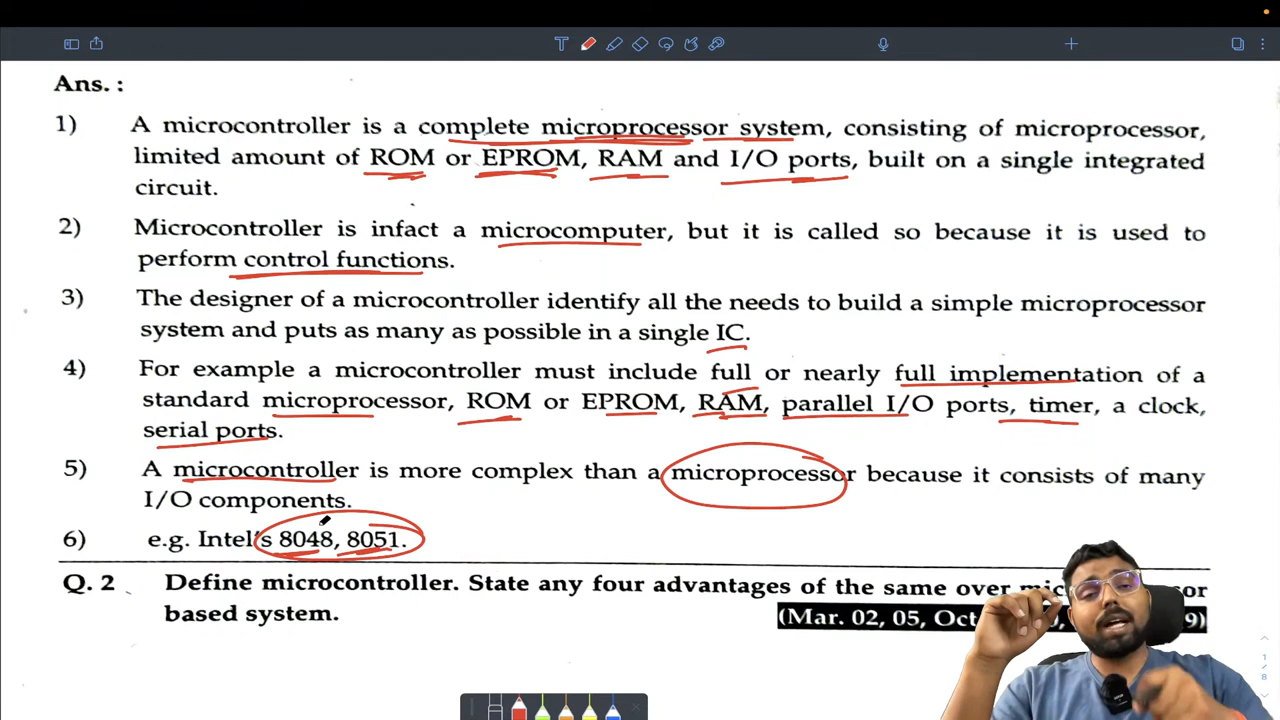 Ans. :
1) A microcontroller is a complete microprocessor system, consisting of microprocessor,
limited amount of ROM or EPROM, RAM and I/O ports, built on a single integrated
circuit.
2) Microcontroller is infact a microcomputer, but it is called so because it is used to
perform control functions.
3) The designer of a microcontroller identify all the needs to build a simple microprocessor
system and puts as many as possible in a single IC.
4) For example a microcontroller must include full or nearly full implementation of a
standard microprocessor, ROM or EPROM, RAM, parallel I/O ports, timer, a clock,
serial ports.
5) A microcontroller is more complex than a microprocessor because it consists of many
I/O components.
6) e.g. Intel's 8048, 8051.
Q. 2 Define microcontroller. State any four advantages of the same over
based system. (Mar. 02, 05, Oct.
1
/
8